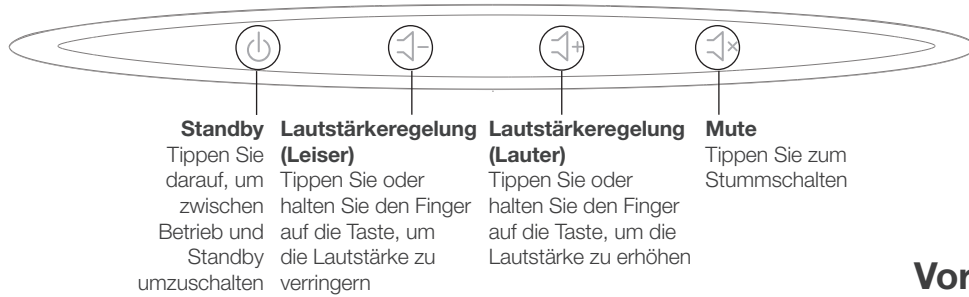 Standby
Tippen Sie
darauf, um
zwischen
Betrieb und
Standby
umzuschalten
Lautstärkeregelung
(Leiser)
Tippen Sie oder
halten Sie den Finger
auf die Taste, um
die Lautstärke zu
verringern
Lautstärkeregelung
(Lauter)
Tippen Sie oder
halten Sie den Finger
auf die Taste, um die
Lautstärke zu erhöhen
Mute
Tippen Sie zum
Stummschalten
Vor